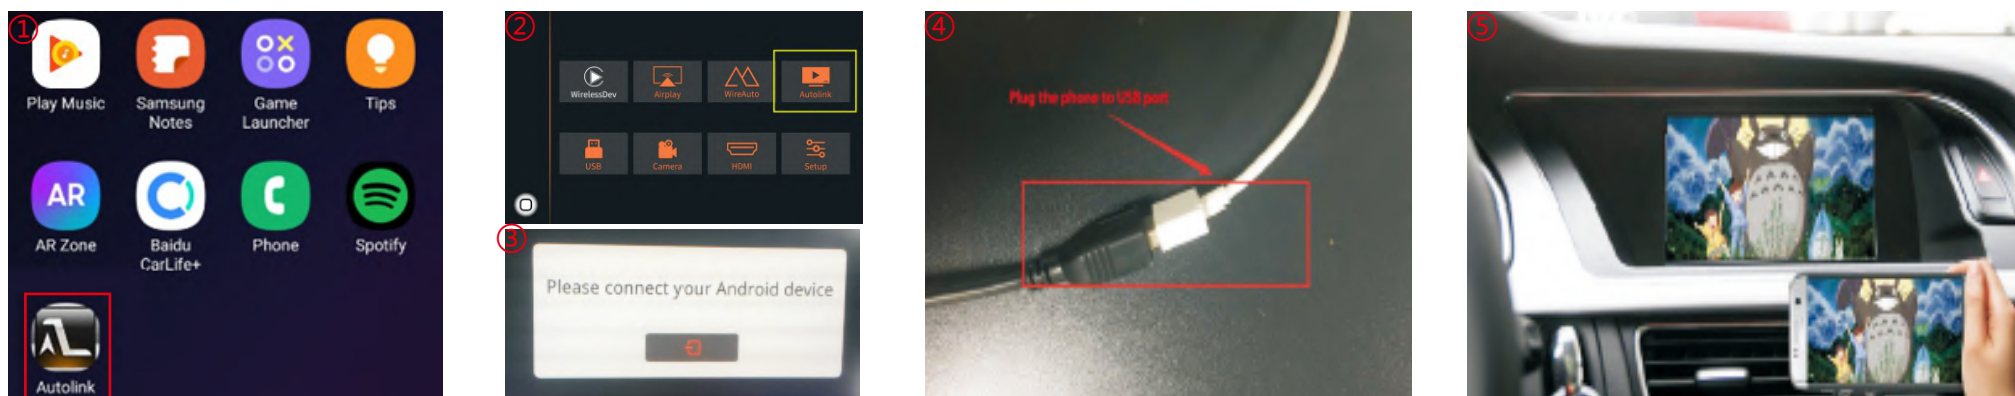 ①
Play Music
Samsung
Notes
Game
Launcher
Tips
AR
AR Zone
Baidu
CarLife+
Phone
Spotify
Autolink
②
WirelessDev
Airplay
WireAuto
Autolink
USB
Camera
HDMI
Setup
③
Please connect your Android device
④
Plug the phone to USB port
⑤